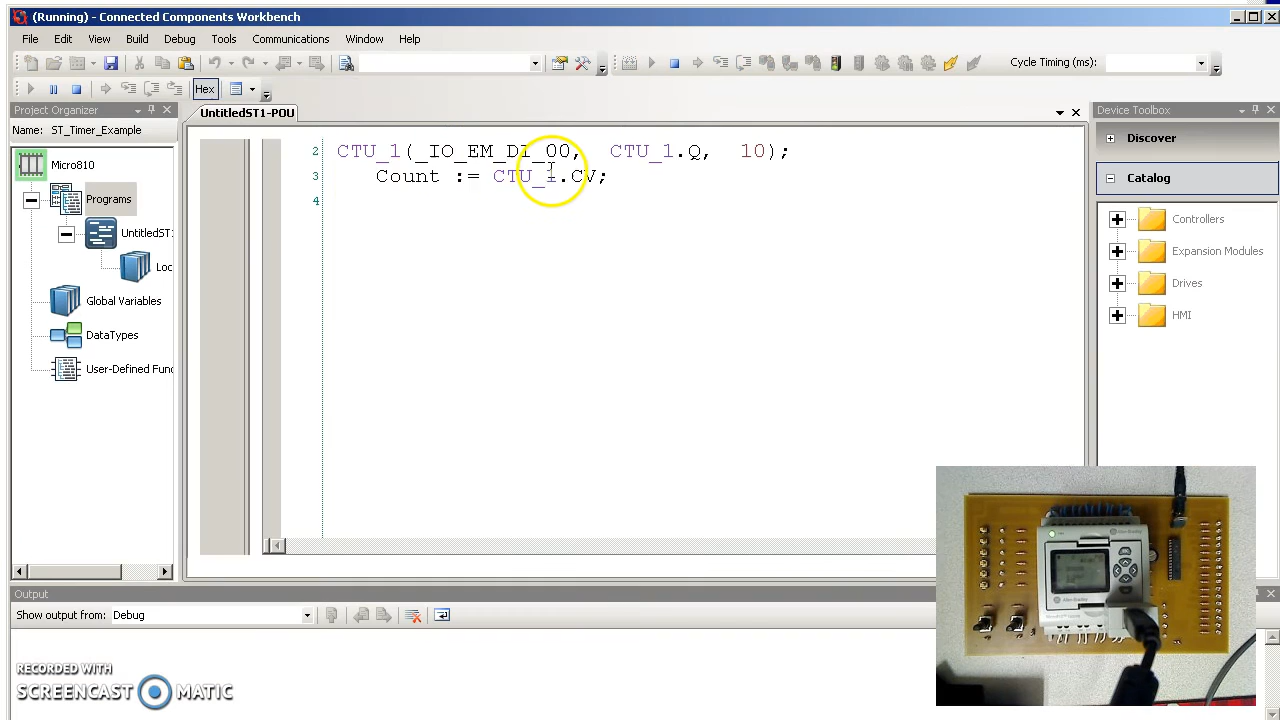 (Running) - Connected Components Workbench
File Edit View Build Debug Tools Communications Window Help
Cycle Timing (ms):
Hex
Project Organizer
Name: ST_Timer_Example
Micro810
Programs
UntitledST1
Loc
Global Variables
DataTypes
User-Defined Func
UntitledST1-POU
2 CTU_1(_IO_EM_DI_00, CTU_1.Q, 10);
3 Count := CTU_1.CV;
4
Device Toolbox
Discover
Catalog
Controllers
Expansion Modules
Drives
HMI
Output
Show output from: Debug
RECORDED WITH
SCREENCAST MATIC